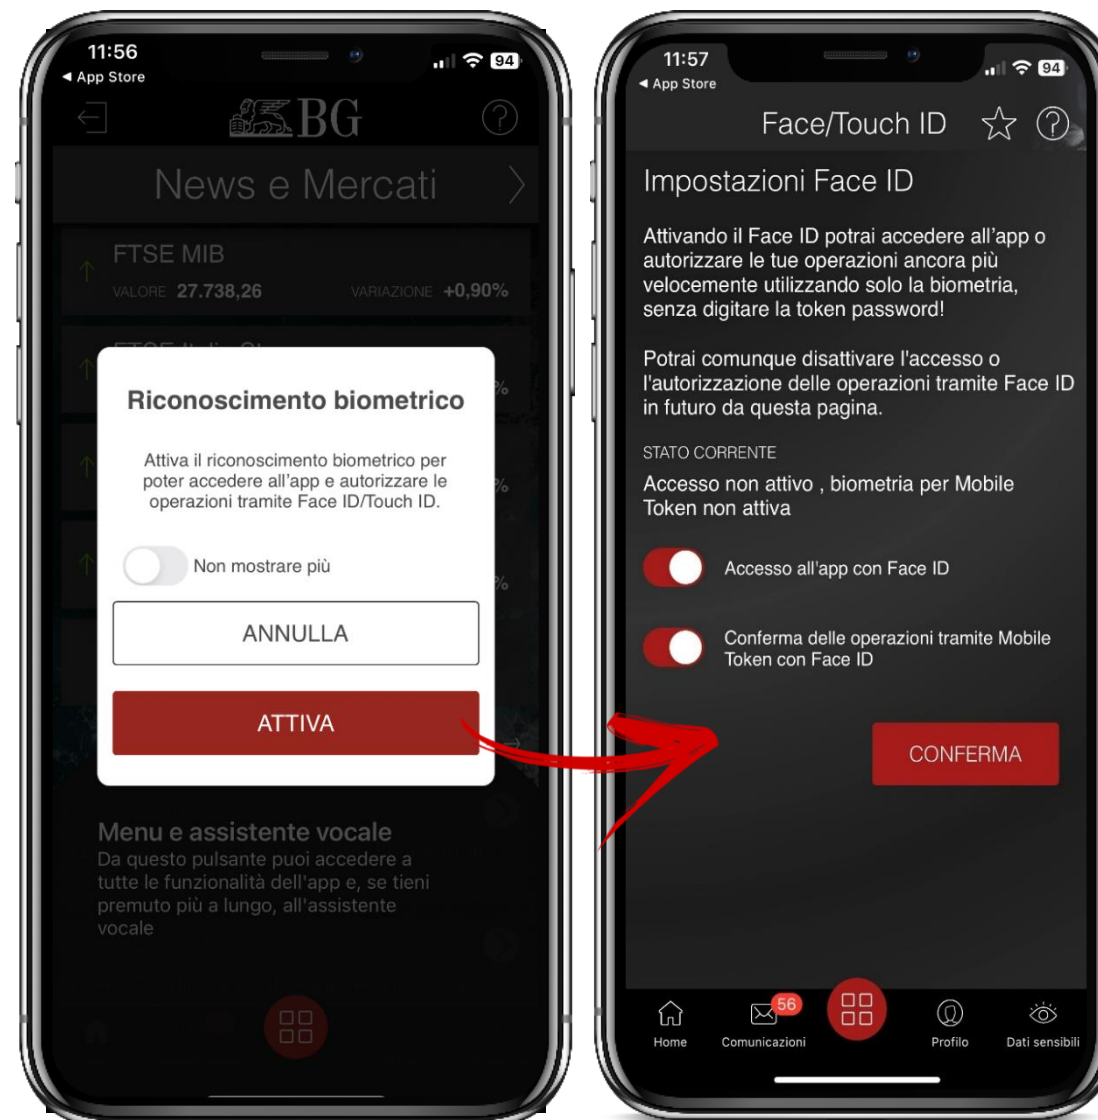 11:56
94
◀ App Store
BG
News e Mercati
FTSE MIB
VALORE 27.738,26 VARIAZIONE +0,90%
%
Riconoscimento biometrico
Attiva il riconoscimento biometrico per
poter accedere all'app e autorizzare le
operazioni tramite Face ID/Touch ID.
%
Non mostrare più
%
ANNULLA
ATTIVA
Menu e assistente vocale
Da questo pulsante puoi accedere a
tutte le funzionalità dell'app e, se tieni
premuto più a lungo, all'assistente
vocale
11:57
94
◀ App Store
Face/Touch ID
Impostazioni Face ID
Attivando il Face ID potrai accedere all'app o
autorizzare le tue operazioni ancora più
velocemente utilizzando solo la biometria,
senza digitare la token password!
Potrai comunque disattivare l'accesso o
l'autorizzazione delle operazioni tramite Face ID
in futuro da questa pagina.
STATO CORRENTE
Accesso non attivo , biometria per Mobile
Token non attiva
Accesso all'app con Face ID
Conferma delle operazioni tramite Mobile
Token con Face ID
CONFERMA
56
Home Comunicazioni Profilo Dati sensibili